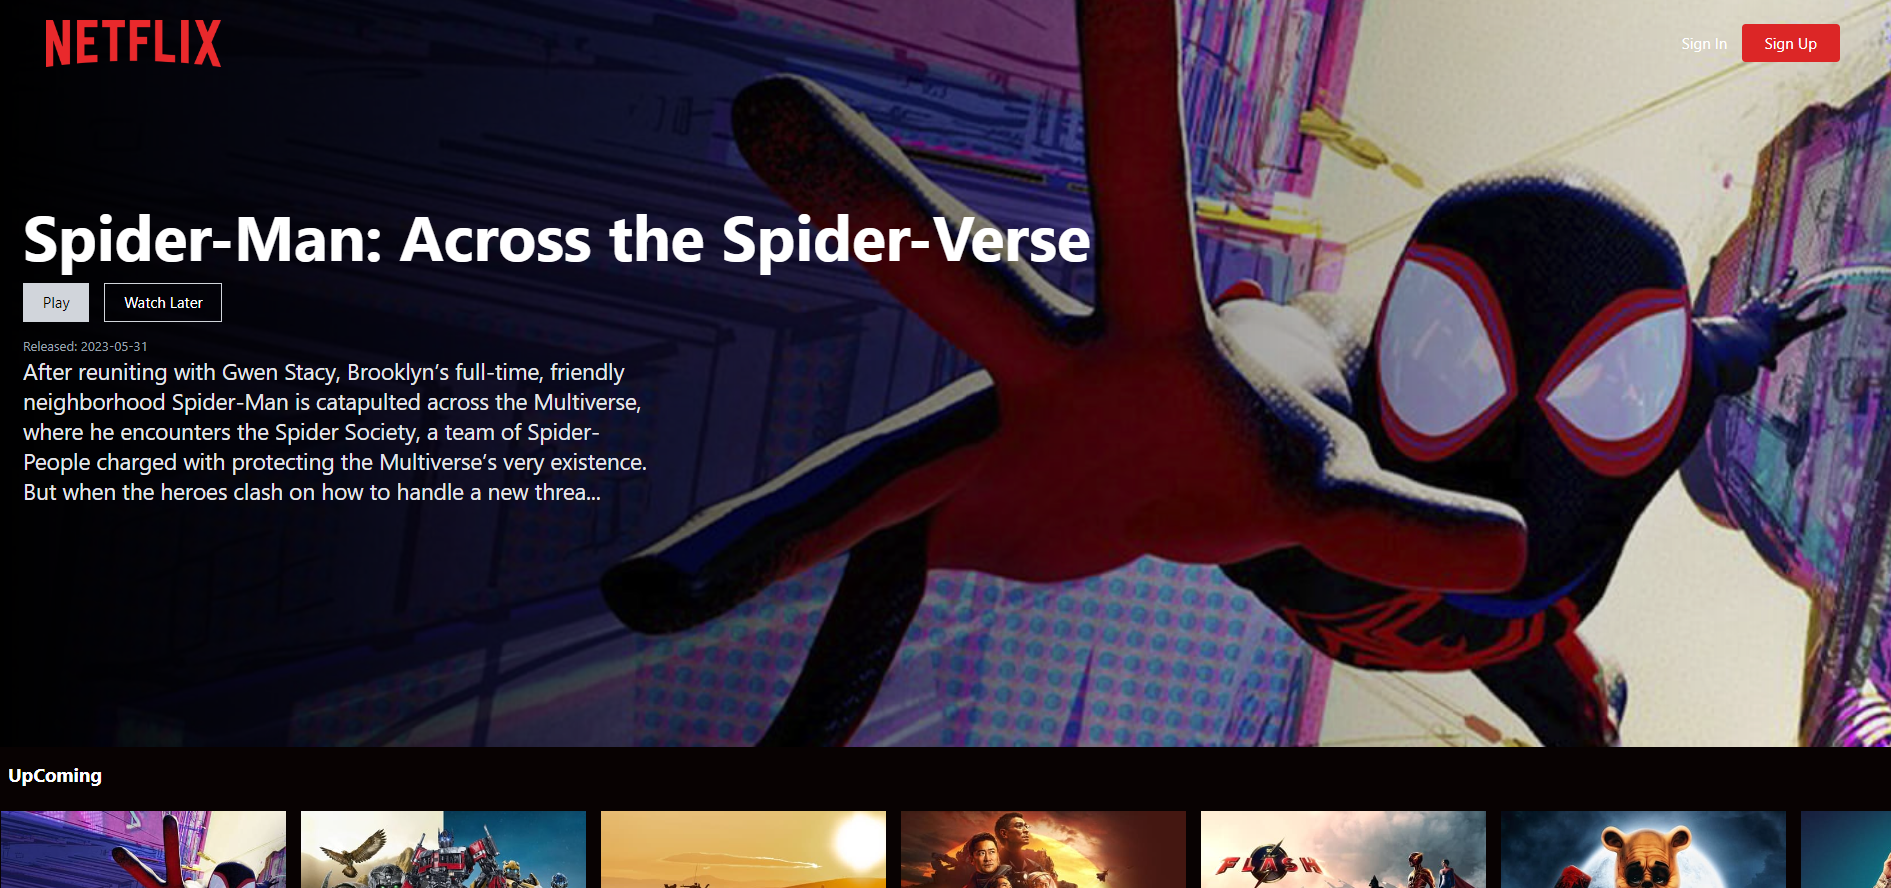 NETFLIX
Sign In
Sign Up
Spider-Man: Across the Spider-Verse
Play
Watch Later
Released: 2023-05-31
After reuniting with Gwen Stacy, Brooklyn’s full-time, friendly
neighborhood Spider-Man is catapulted across the Multiverse,
where he encounters the Spider Society, a team of Spider-
People charged with protecting the Multiverse’s very existence.
But when the heroes clash on how to handle a new threa...
UpComing
FLASH